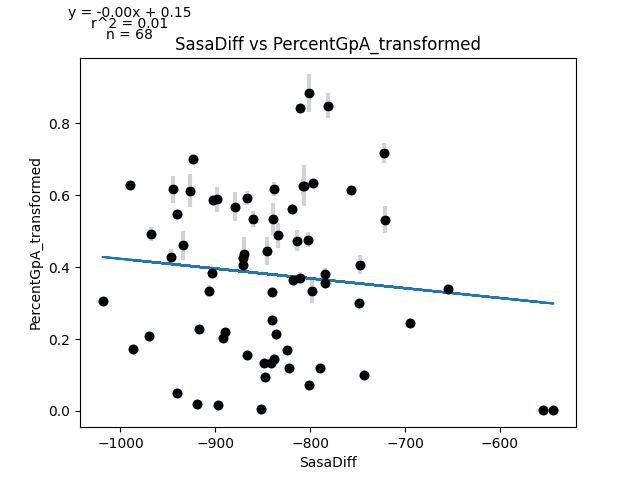 y = -0.00x + 0.15
r^2 = 0.01
n = 68
SasaDiff vs PercentGpA_transformed
PercentGpA_transformed
0.8
0.6
0.4
0.2
0.0
−1000
−900
−800
−700
−600
SasaDiff